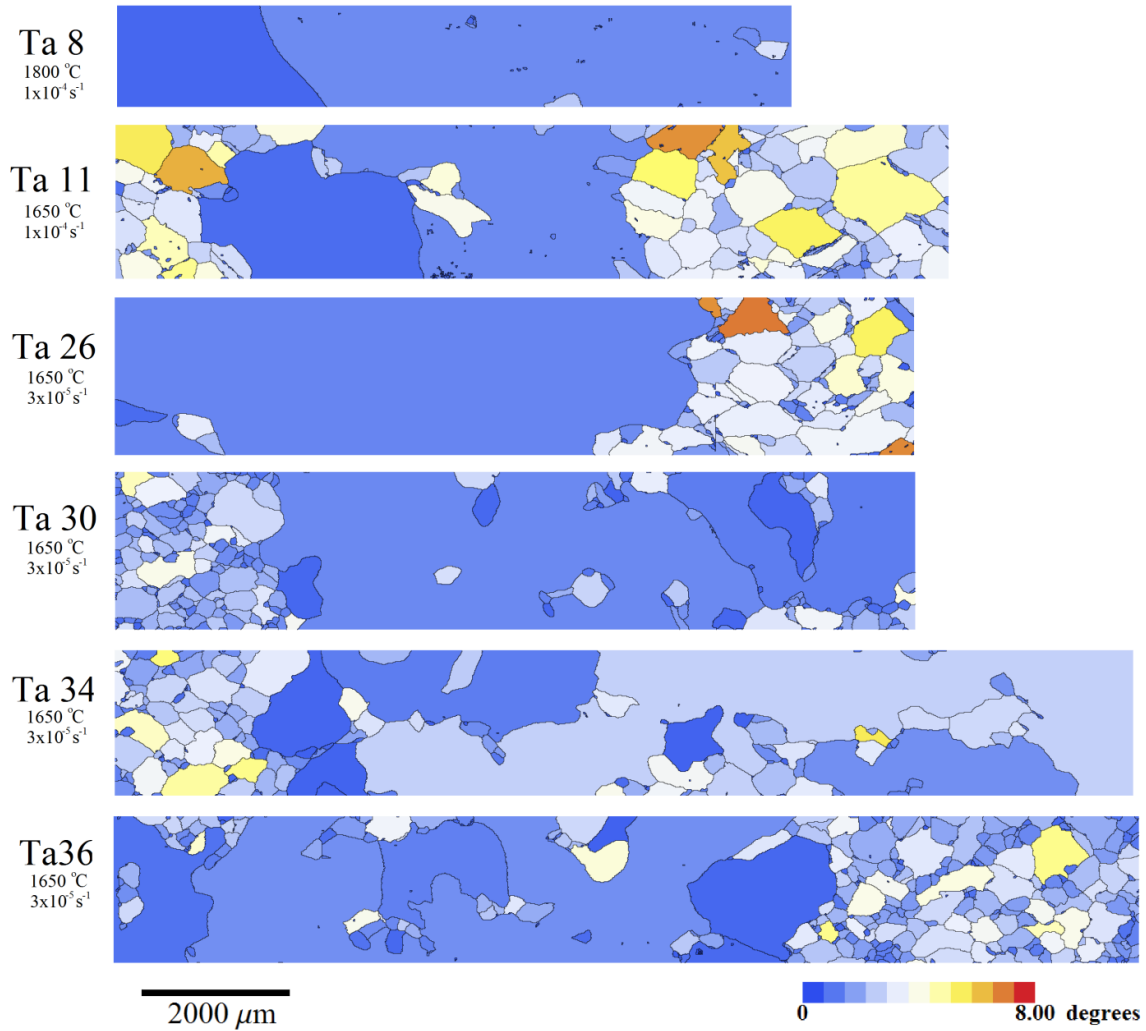 Ta 8
1800 °C
1x10⁻⁴ s⁻¹
Ta 11
1650 °C
1x10⁻⁴ s⁻¹
Ta 26
1650 °C
3x10⁻⁵ s⁻¹
Ta 30
1650 °C
3x10⁻⁵ s⁻¹
Ta 34
1650 °C
3x10⁻⁵ s⁻¹
Ta36
1650 °C
3x10⁻⁵ s⁻¹
2000 μm
0 8.00 degrees